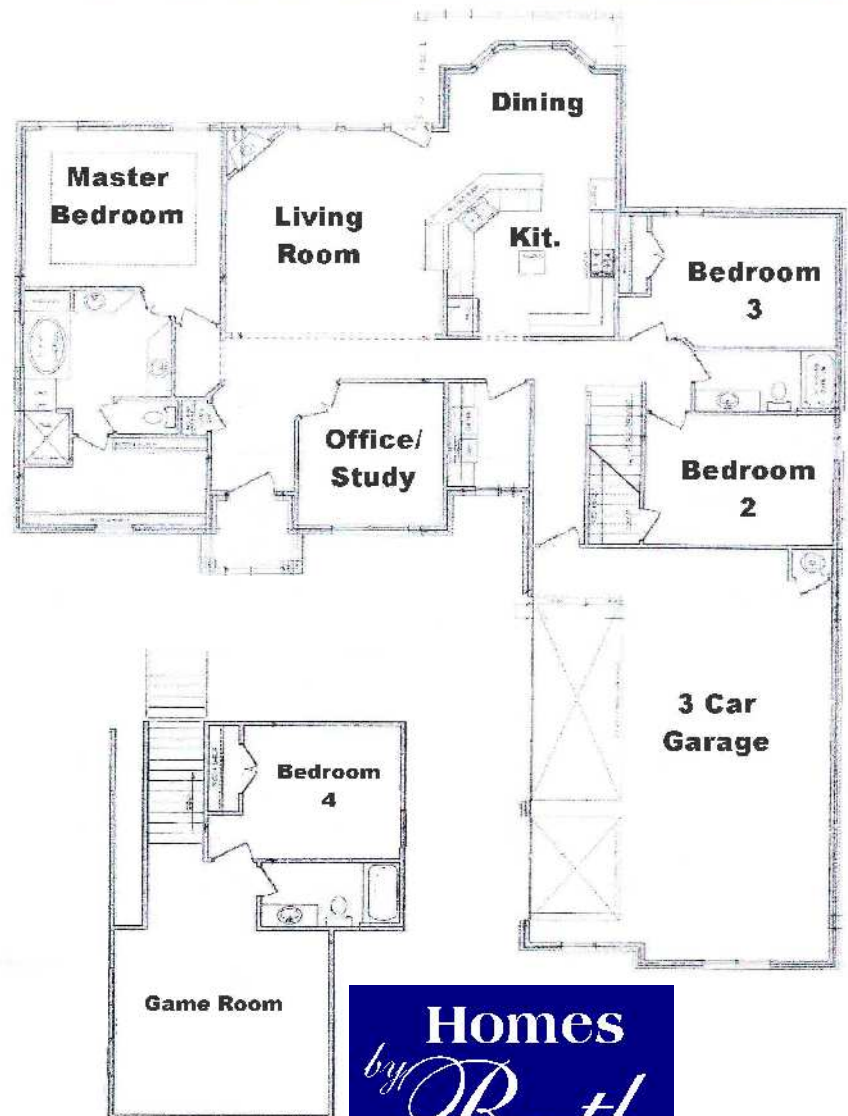 Dining
Master
Bedroom
Living
Room
Kit.
Bedroom
3
Office/
Study
Bedroom
2
3 Car
Garage
Bedroom
4
Game Room
Homes
by